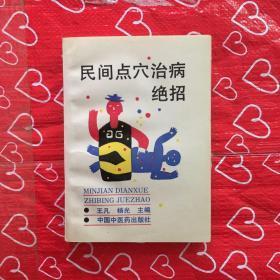 民间点穴治病
绝招
MINJIAN DIANXUE
ZHIBING JUEZHAO
● 王凡 杨光 主编
● 中国中医药出版社